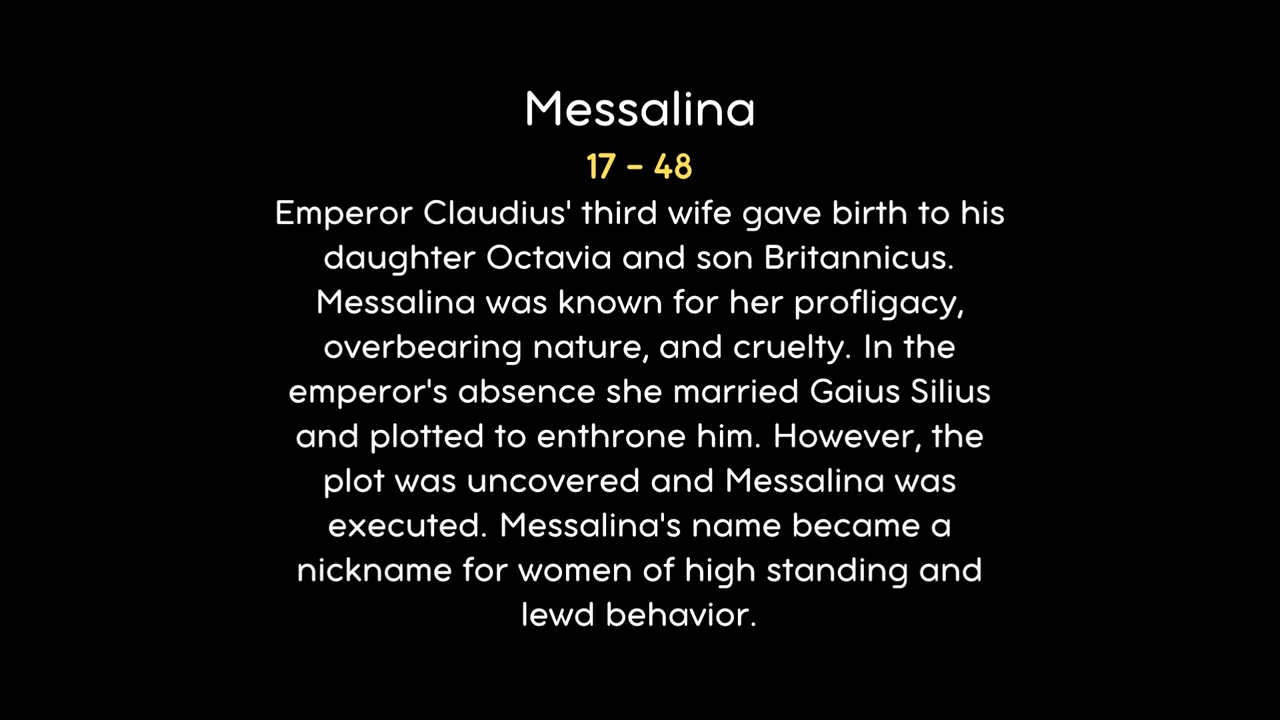 Messalina
17 - 48
Emperor Claudius' third wife gave birth to his
daughter Octavia and son Britannicus.
Messalina was known for her profligacy,
overbearing nature, and cruelty. In the
emperor's absence she married Gaius Silius
and plotted to enthrone him. However, the
plot was uncovered and Messalina was
executed. Messalina's name became a
nickname for women of high standing and
lewd behavior.